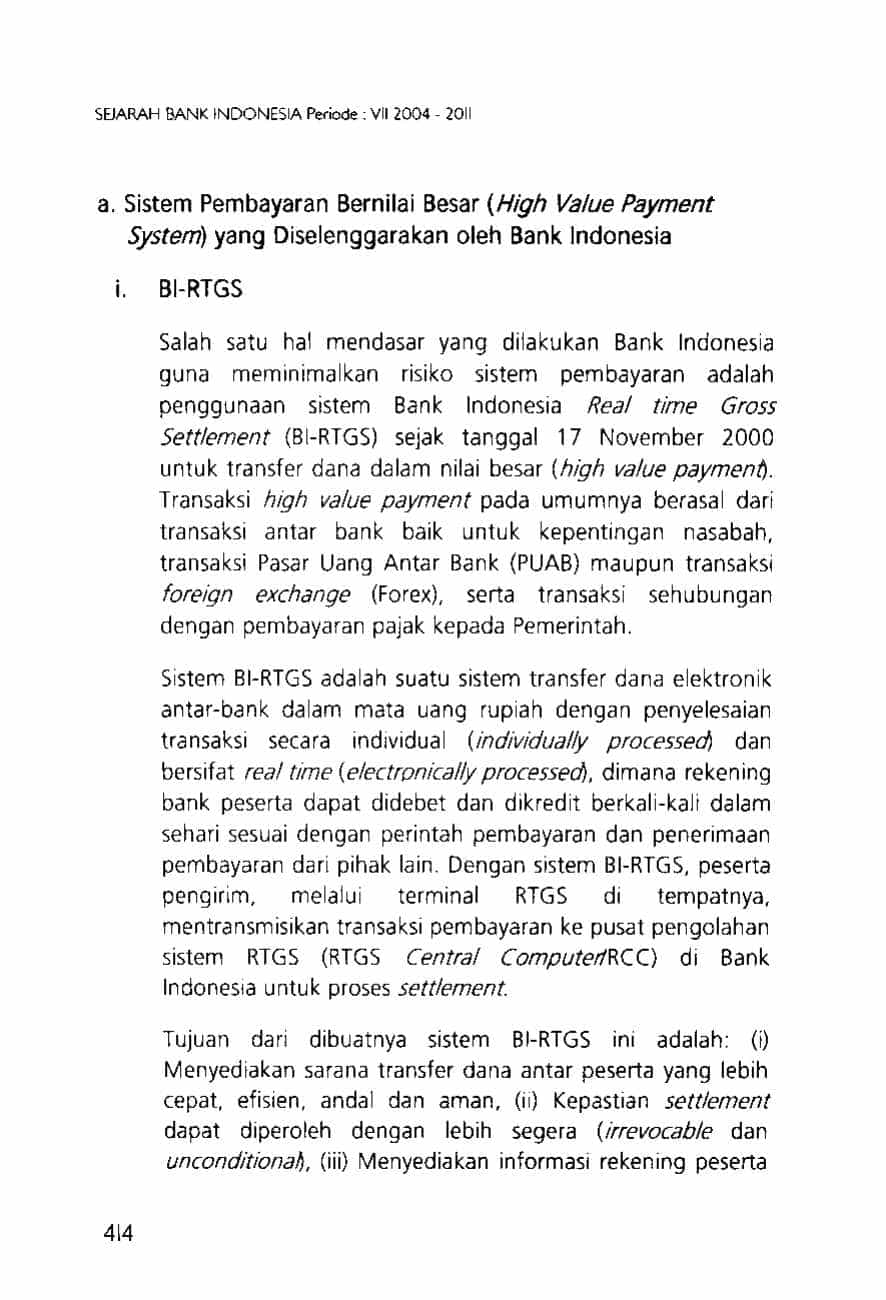 SEJARAH BANK INDONESIA Periode : VII 2004 - 2011
a. Sistem Pembayaran Bernilai Besar (High Value Payment
System) yang Diselenggarakan oleh Bank Indonesia
i. BI-RTGS
Salah satu hal mendasar yang dilakukan Bank Indonesia
guna meminimalkan risiko sistem pembayaran adalah
penggunaan sistem Bank Indonesia Real time Gross
Settlement (BI-RTGS) sejak tanggal 17 November 2000
untuk transfer dana dalam nilai besar (high value payment).
Transaksi high value payment pada umumnya berasal dari
transaksi antar bank baik untuk kepentingan nasabah,
transaksi Pasar Uang Antar Bank (PUAB) maupun transaksi
foreign exchange (Forex), serta transaksi sehubungan
dengan pembayaran pajak kepada Pemerintah.
Sistem BI-RTGS adalah suatu sistem transfer dana elektronik
antar-bank dalam mata uang rupiah dengan penyelesaian
transaksi secara individual (individually processed) dan
bersifat real time (electronically processed), dimana rekening
bank peserta dapat didebet dan dikredit berkali-kali dalam
sehari sesuai dengan perintah pembayaran dan penerimaan
pembayaran dari pihak lain. Dengan sistem BI-RTGS, peserta
pengirim, melalui terminal RTGS di tempatnya,
mentransmisikan transaksi pembayaran ke pusat pengolahan
sistem RTGS (RTGS Central Computer/RCC) di Bank
Indonesia untuk proses settlement.
Tujuan dari dibuatnya sistem BI-RTGS ini adalah: (i)
Menyediakan sarana transfer dana antar peserta yang lebih
cepat, efisien, andal dan aman, (ii) Kepastian settlement
dapat diperoleh dengan lebih segera (irrevocable dan
unconditional), (iii) Menyediakan informasi rekening peserta
414